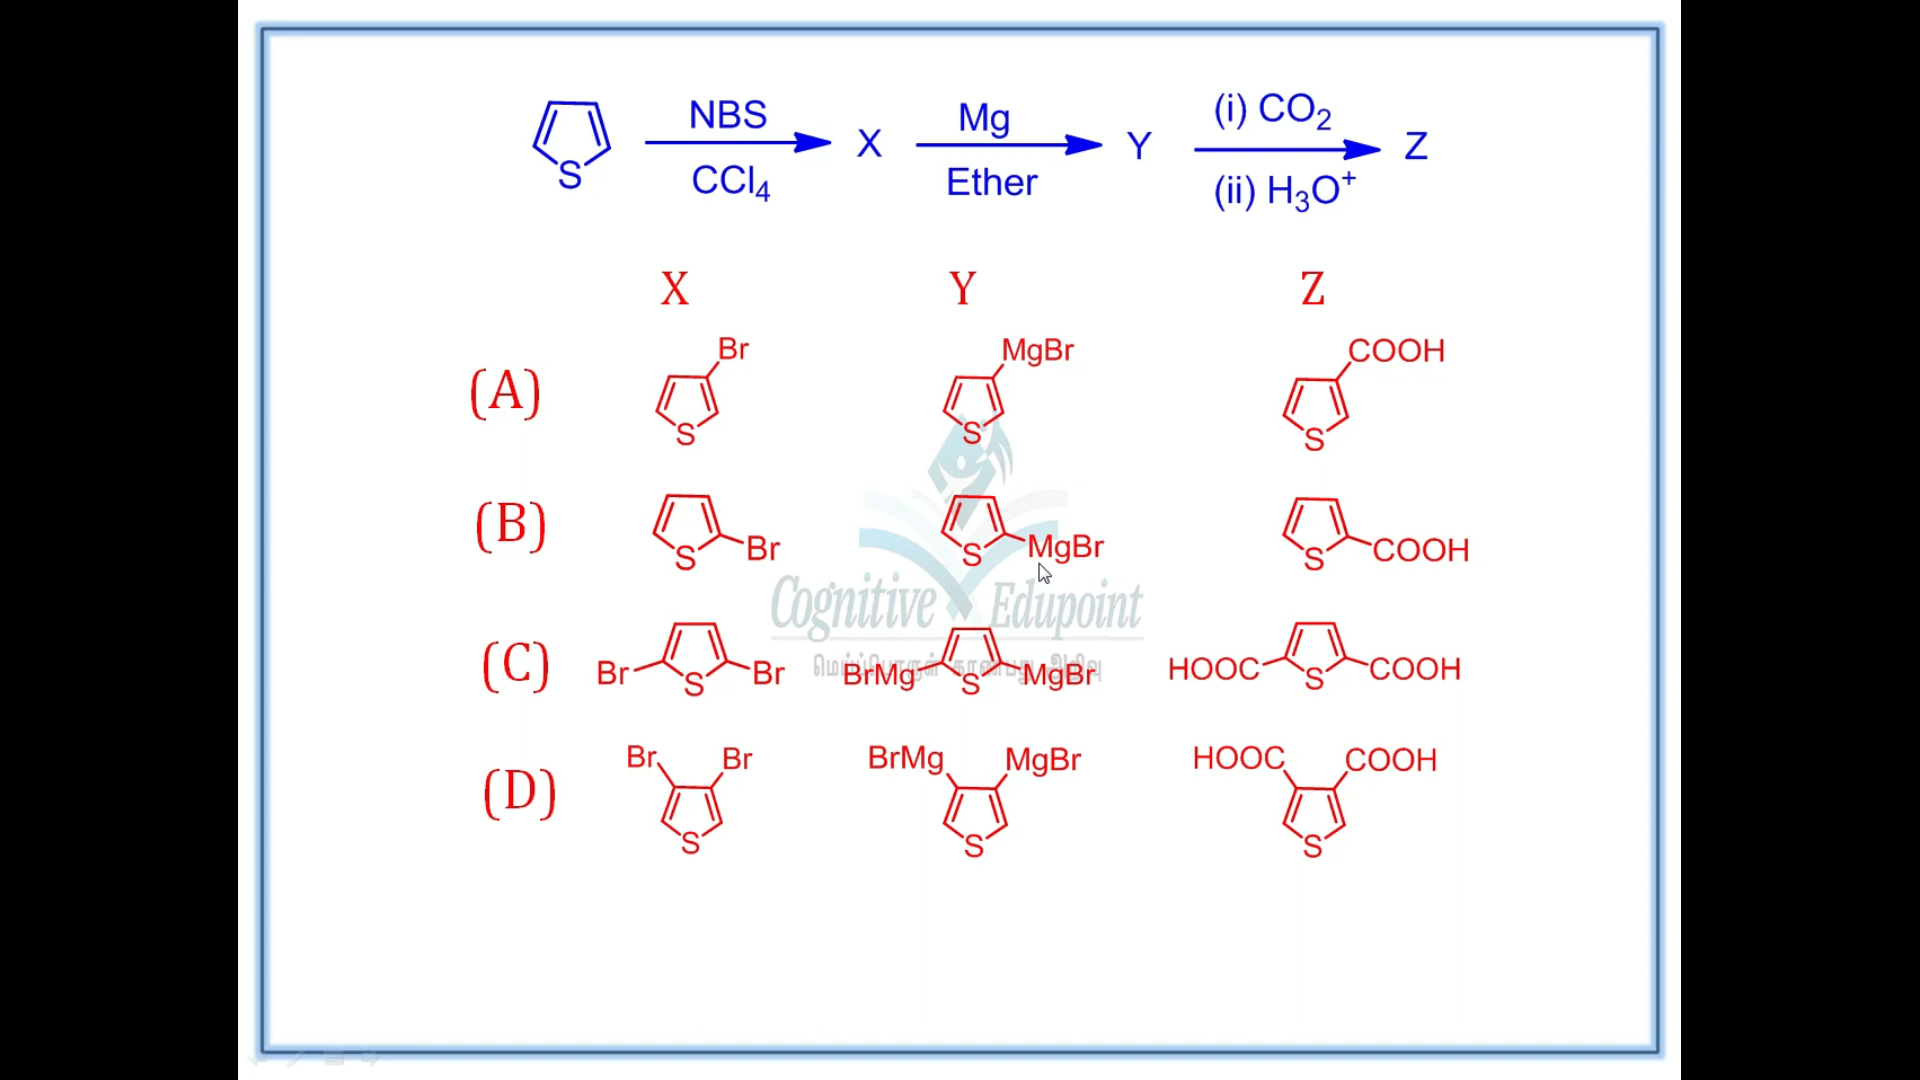 NBS
CCl4
X
Mg
Ether
Y
(i) CO2
(ii) H3O+
Z
S
X Y Z
(A)
Br
S
MgBr
S
COOH
S
(B)
S
Br
S
MgBr
S
COOH
Cognitive Edupoint
(C)
Br
S
Br
BrMg
S
MgBr
HOOC
S
COOH
(D)
Br
Br
S
BrMg
MgBr
S
HOOC
COOH
S